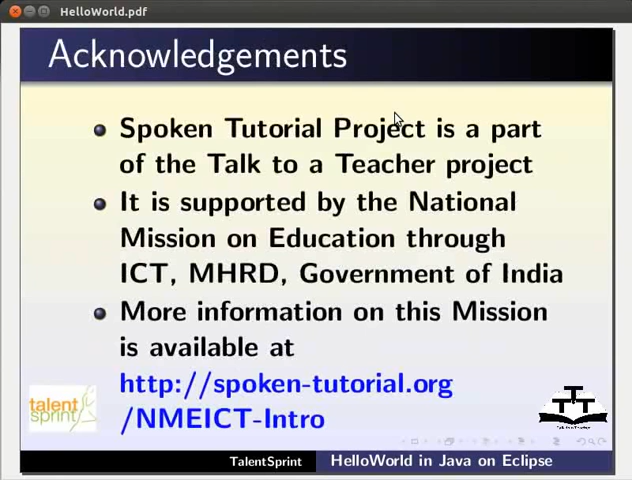 HelloWorld.pdf
Acknowledgements
Spoken Tutorial Project is a part
of the Talk to a Teacher project
It is supported by the National
Mission on Education through
ICT, MHRD, Government of India
More information on this Mission
is available at
http://spoken-tutorial.org
/NMEICT-Intro
talent
sprint
TTT
TalentSprint
HelloWorld in Java on Eclipse